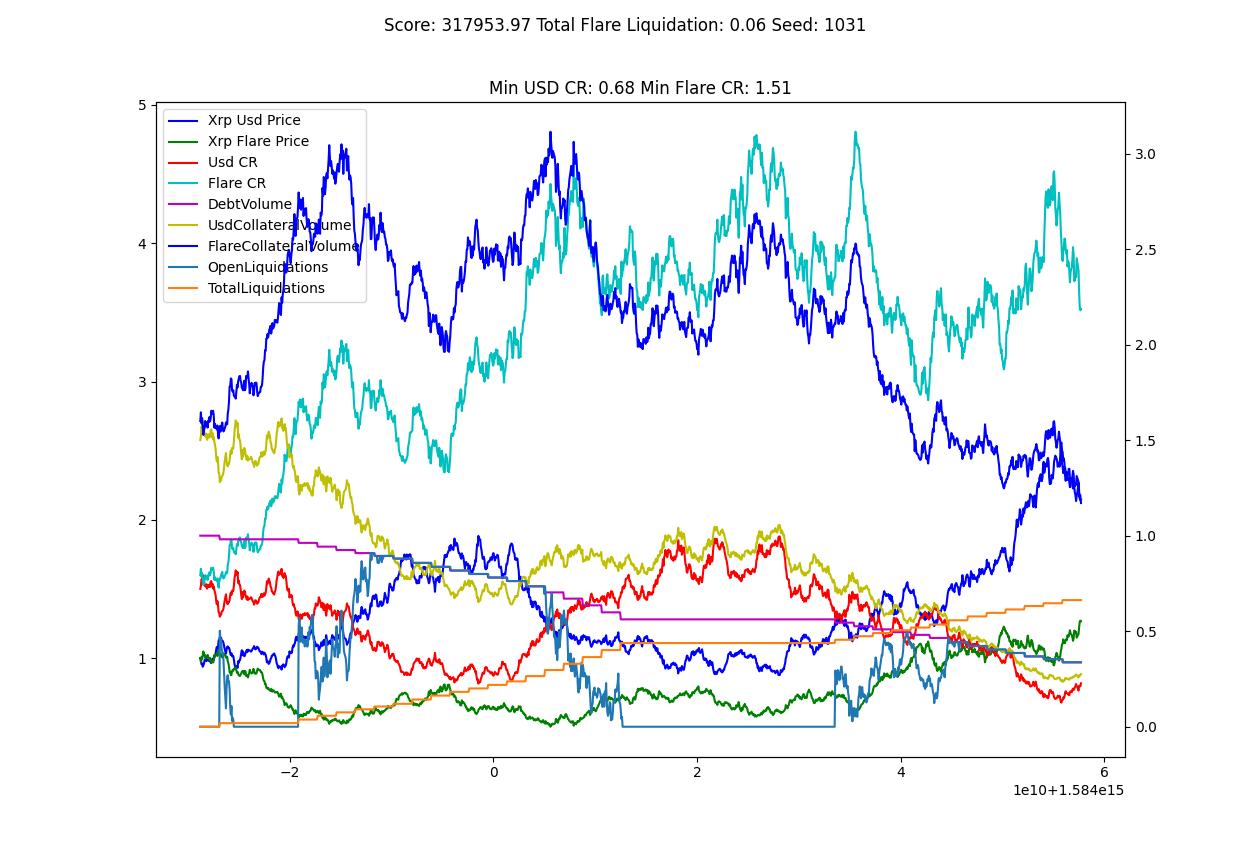 Score: 317953.97 Total Flare Liquidation: 0.06 Seed: 1031
Min USD CR: 0.68 Min Flare CR: 1.51
Xrp Usd Price
Xrp Flare Price
Usd CR
Flare CR
DebtVolume
UsdCollateralVolume
FlareCollateralVolume
OpenLiquidations
TotalLiquidations
5
4
3
2
1
3.0
2.5
2.0
1.5
1.0
0.5
0.0
−2
0
2
4
6
1e10+1.584e15